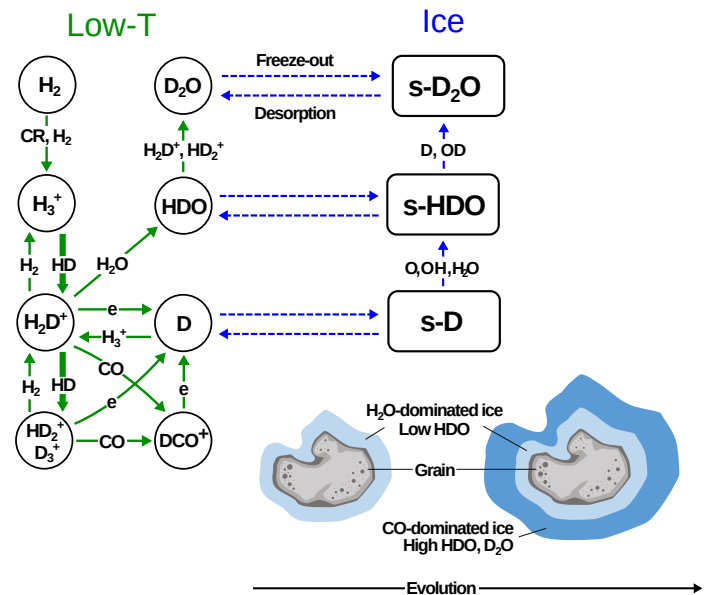 Low-T
Ice
H₂
D₂O
Freeze-out
s-D₂O
Desorption
CR, H₂
H₂D⁺, HD₂⁺
D, OD
H₃⁺
HDO
s-HDO
H₂
HD
H₂O
O,OH,H₂O
H₂D⁺
e
D
s-D
H₃⁺
H₂
HD
CO
e
e
HD₂⁺
D₃⁺
CO
DCO⁺
H₂O-dominated ice
Low HDO
Grain
CO-dominated ice
High HDO, D₂O
Evolution